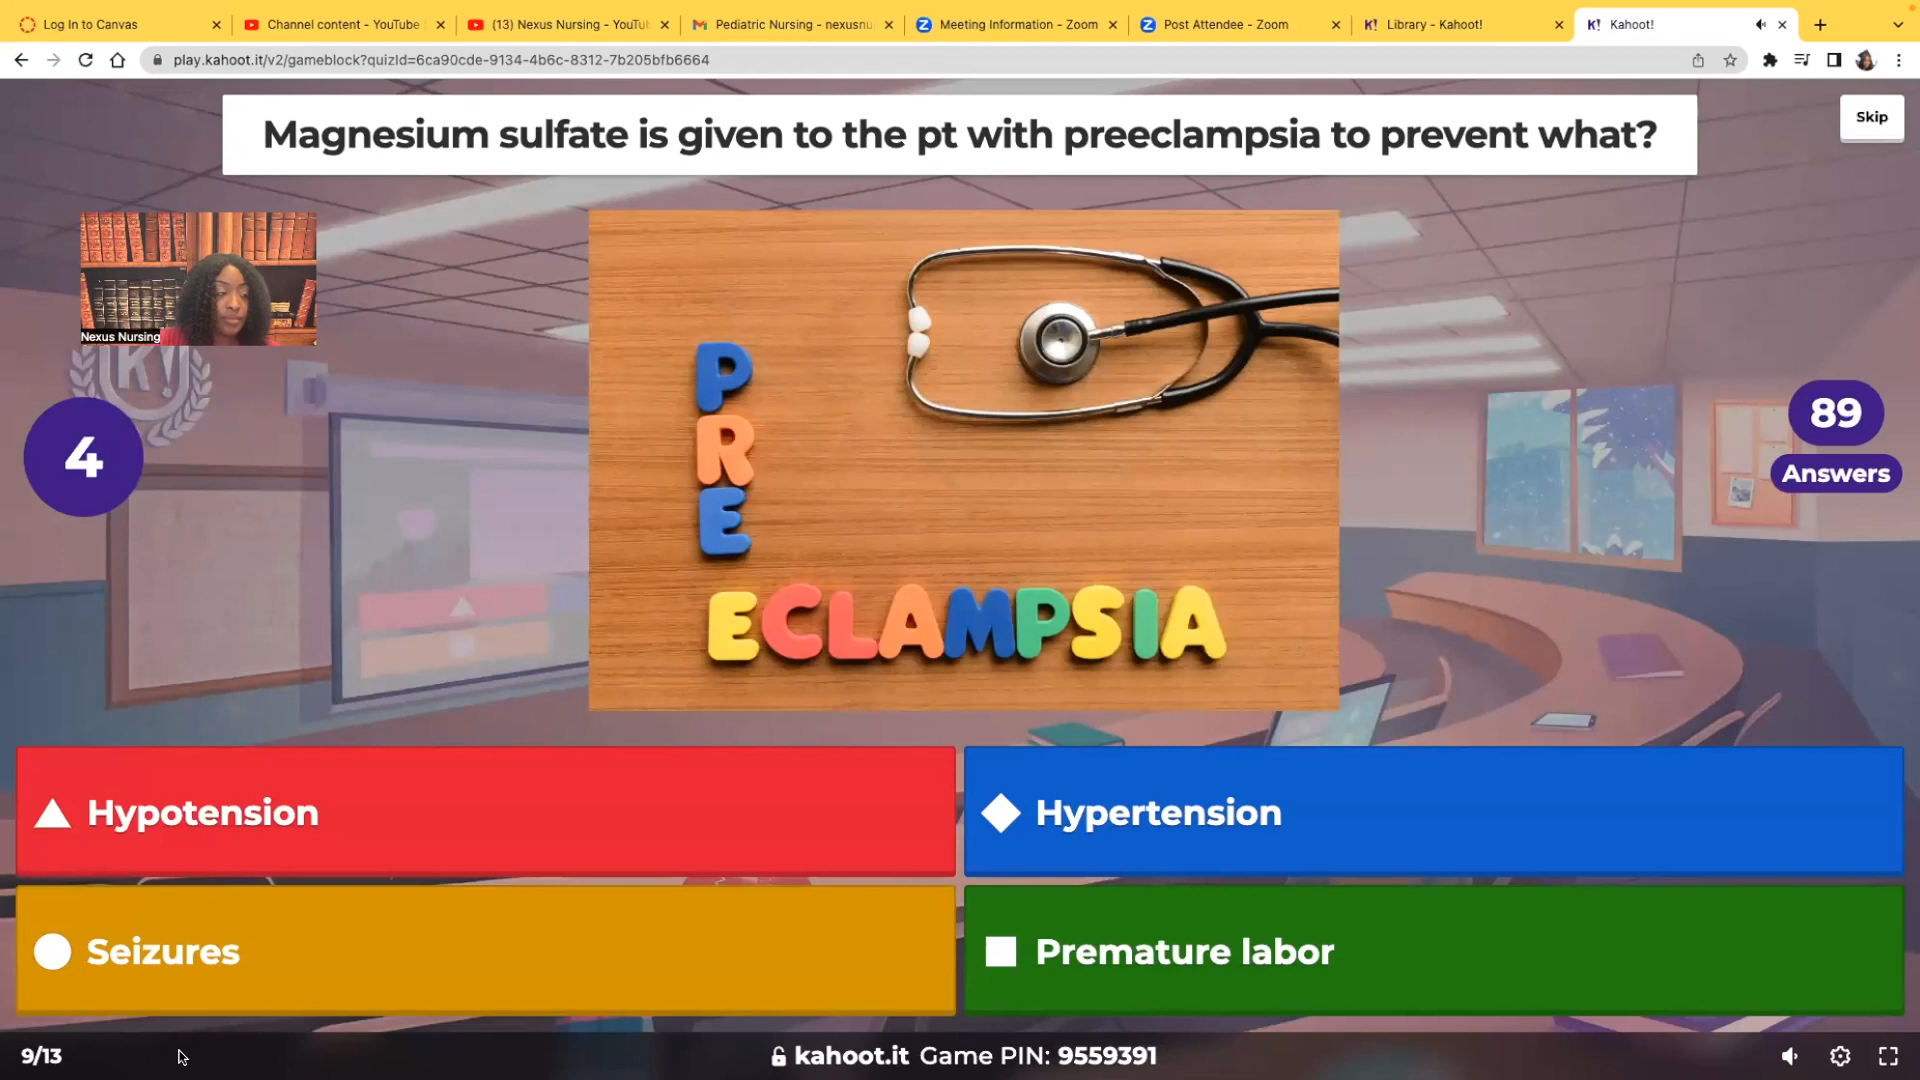 Log In to Canvas
Channel content - YouTube
(13) Nexus Nursing - YouTu
Pediatric Nursing - nexusnu
Meeting Information - Zoom
Post Attendee - Zoom
Library - Kahoot!
Kahoot!
play.kahoot.it/v2/gameblock?quizId=6ca90cde-9134-4b6c-8312-7b205bfb6664
Magnesium sulfate is given to the pt with preeclampsia to prevent what?
Skip
Nexus Nursing
K!
4
89
Answers
P
R
E
ECLAMPSIA
Hypotension
Hypertension
Seizures
Premature labor
9/13
kahoot.it Game PIN: 9559391